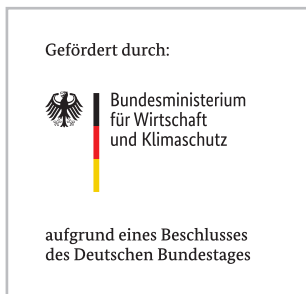 Gefördert durch:
Bundesministerium
für Wirtschaft
und Klimaschutz
aufgrund eines Beschlusses
des Deutschen Bundestages